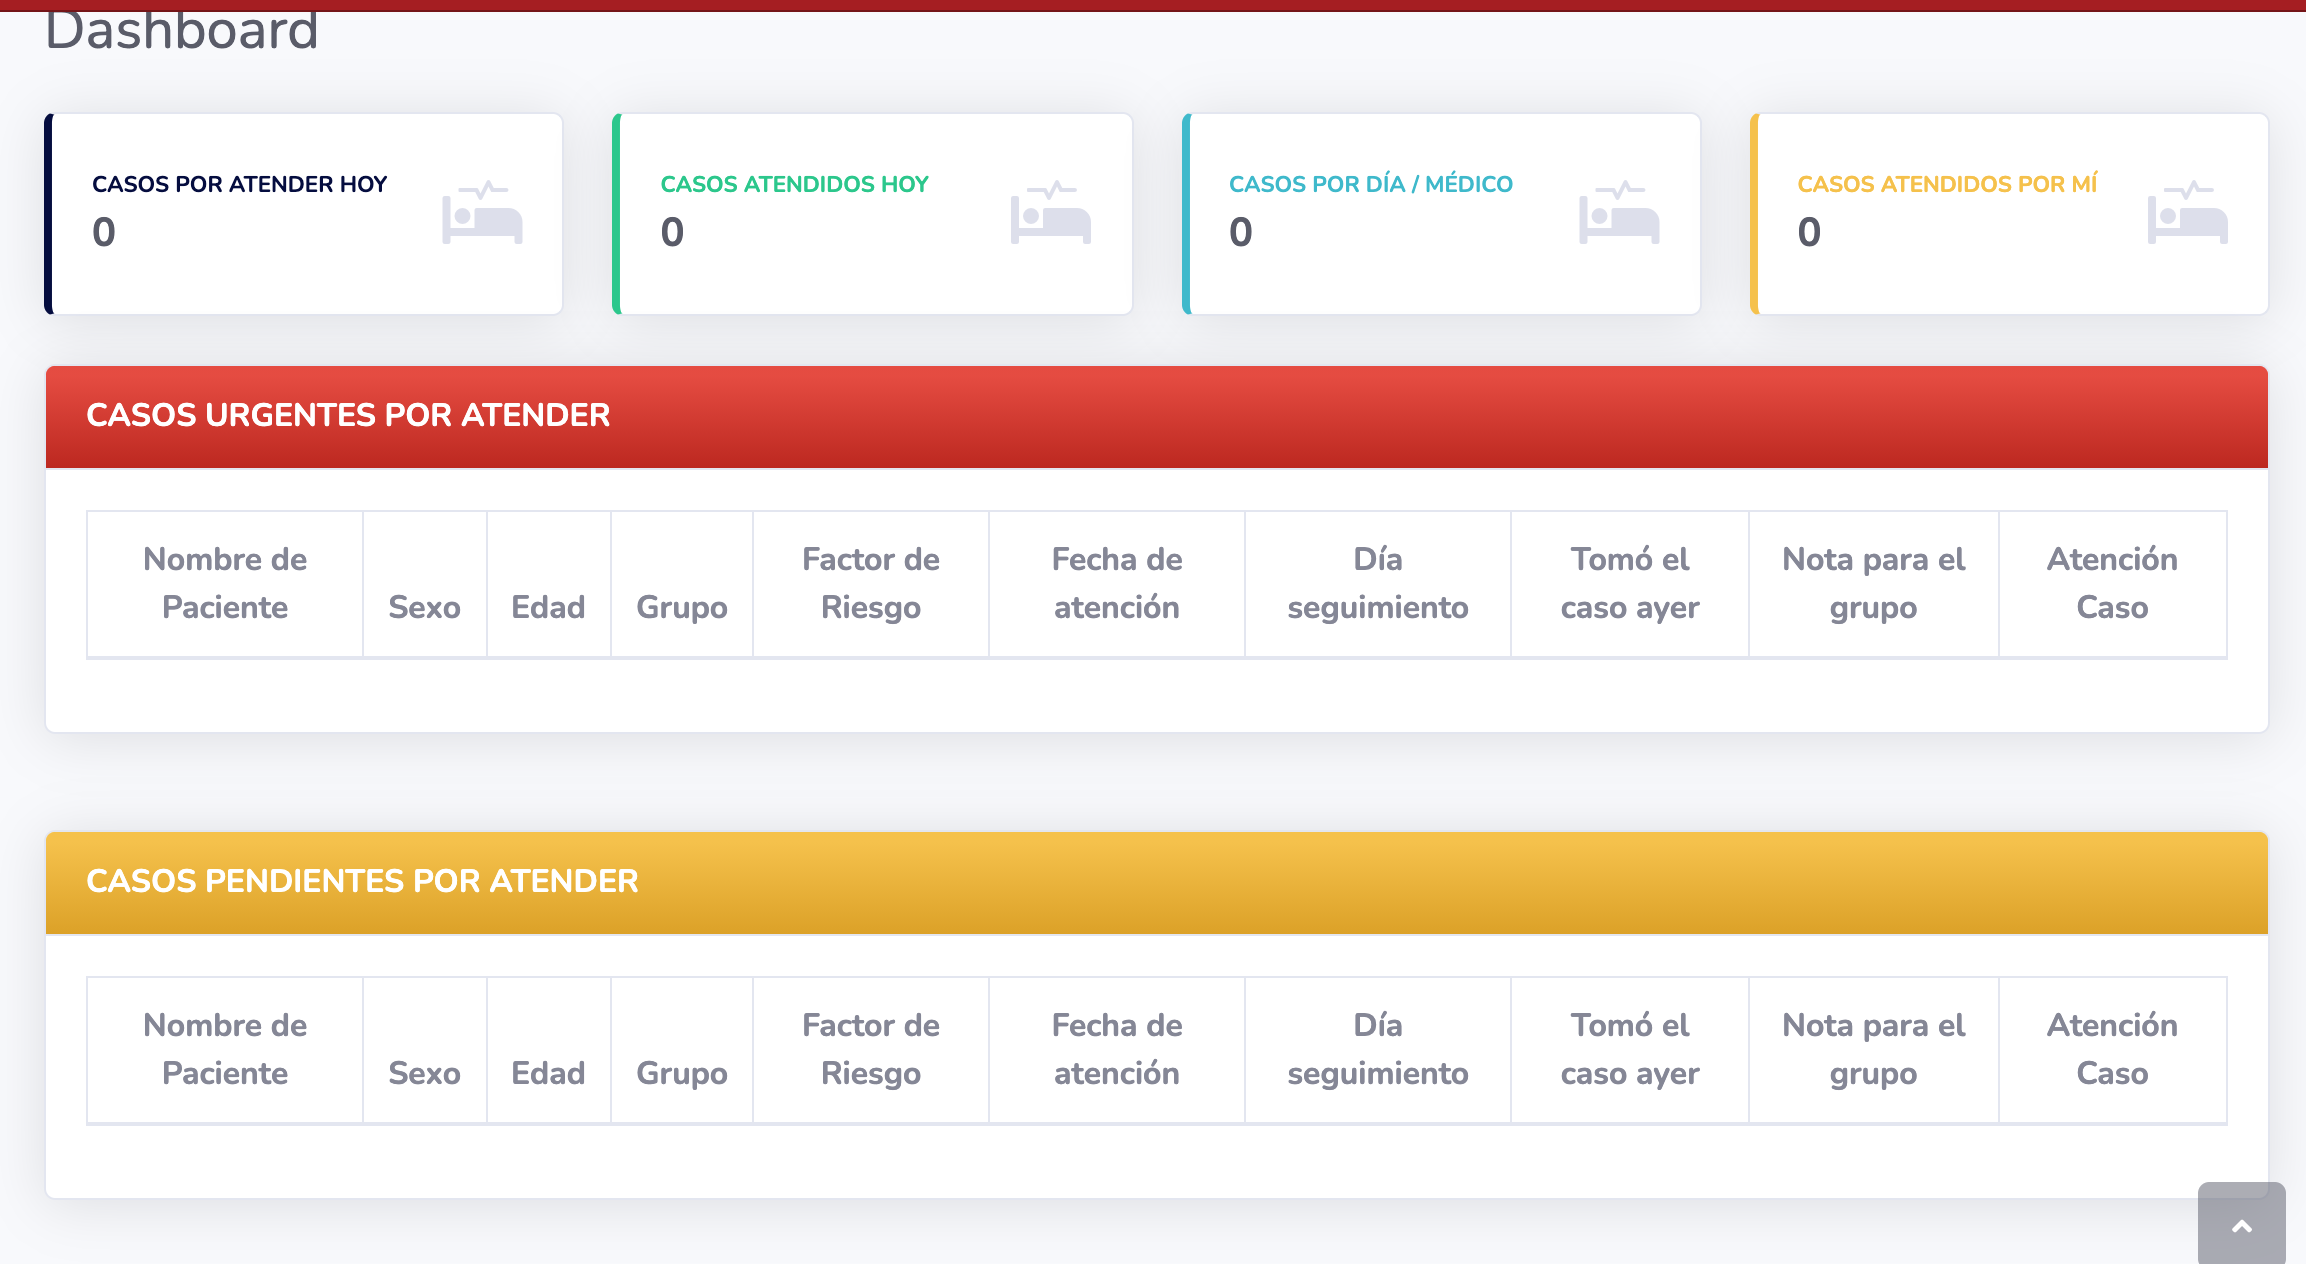 Dashboard
CASOS POR ATENDER HOY
0
CASOS ATENDIDOS HOY
0
CASOS POR DÍA / MÉDICO
0
CASOS ATENDIDOS POR MÍ
0
CASOS URGENTES POR ATENDER
Nombre de
Paciente
Sexo
Edad
Grupo
Factor de
Riesgo
Fecha de
atención
Día
seguimiento
Tomó el
caso ayer
Nota para el
grupo
Atención
Caso
CASOS PENDIENTES POR ATENDER
Nombre de
Paciente
Sexo
Edad
Grupo
Factor de
Riesgo
Fecha de
atención
Día
seguimiento
Tomó el
caso ayer
Nota para el
grupo
Atención
Caso